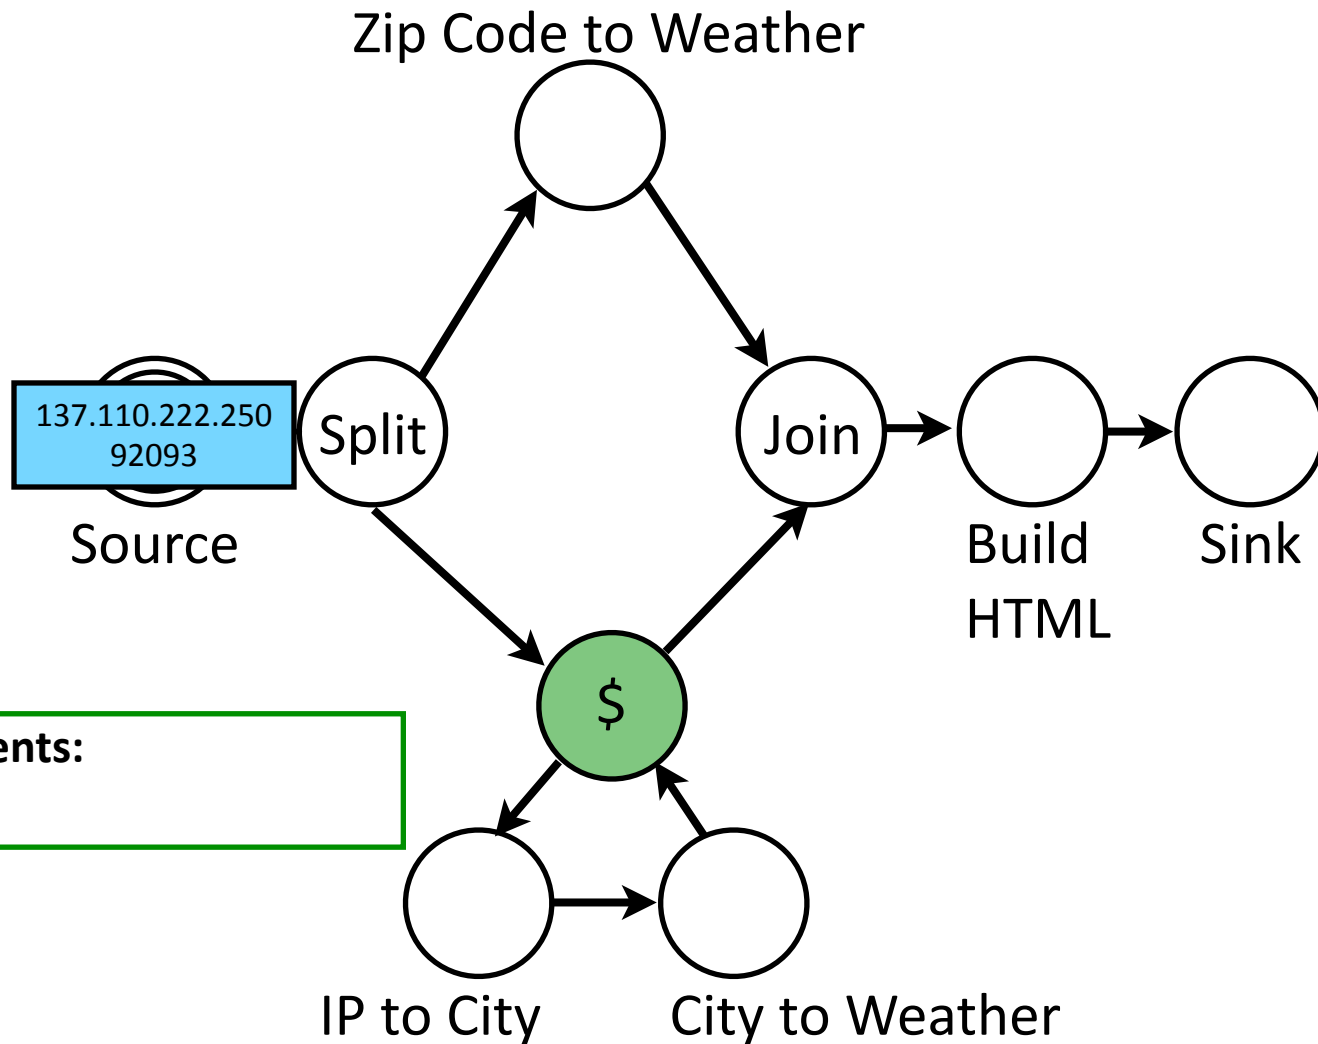 Zip Code to Weather
137.110.222.250
92093
Split
Join
Source
Build
HTML
Sink
$
ents:
IP to City
City to Weather